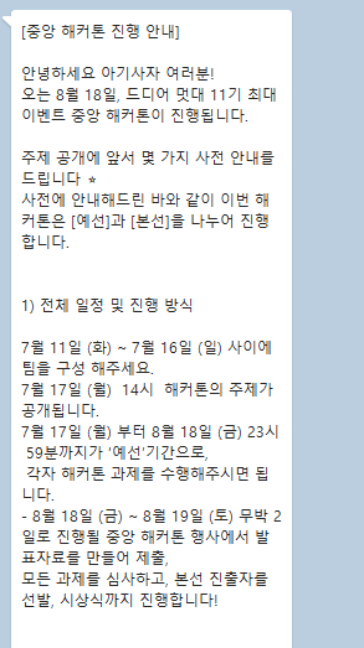 [중앙 해커톤 진행 안내]
안녕하세요 아기사자 여러분!
오는 8월 18일, 드디어 멋대 11기 최대
이벤트 중앙 해커톤이 진행됩니다.
주제 공개에 앞서 몇 가지 사전 안내를
드립니다 ⭐
사전에 안내해드린 바와 같이 이번 해
커톤은 [예선]과 [본선]을 나누어 진행
합니다.
1) 전체 일정 및 진행 방식
7월 11일 (화) ~ 7월 16일 (일) 사이에
팀을 구성 해주세요.
7월 17일 (월)  14시  해커톤의 주제가
공개됩니다.
7월 17일 (월) 부터 8월 18일 (금) 23시
59분까지가 '예선'기간으로,
각자 해커톤 과제를 수행해주시면 됩
니다.
- 8월 18일 (금) ~ 8월 19일 (토) 무박 2
일로 진행될 중앙 해커톤 행사에서 발
표자료를 만들어 제출,
모든 과제를 심사하고, 본선 진출자를
선발, 시상식까지 진행합니다!